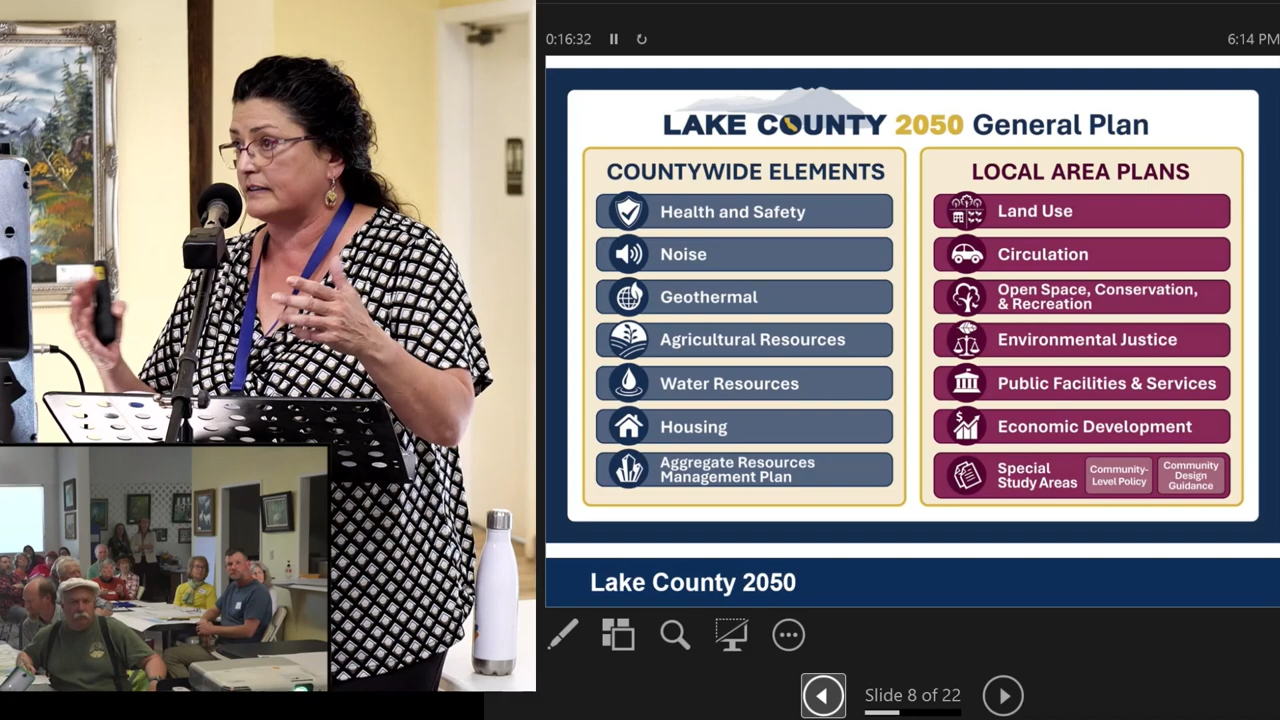 0:16:32
6:14 PM
LAKE COUNTY 2050 General Plan
COUNTYWIDE ELEMENTS
Health and Safety
Noise
Geothermal
Agricultural Resources
Water Resources
Housing
Aggregate Resources
Management Plan
LOCAL AREA PLANS
Land Use
Circulation
Open Space, Conservation,
& Recreation
Environmental Justice
Public Facilities & Services
Economic Development
Special
Study Areas
Community-
Level Policy
Community
Design
Guidance
Lake County 2050
Slide 8 of 22